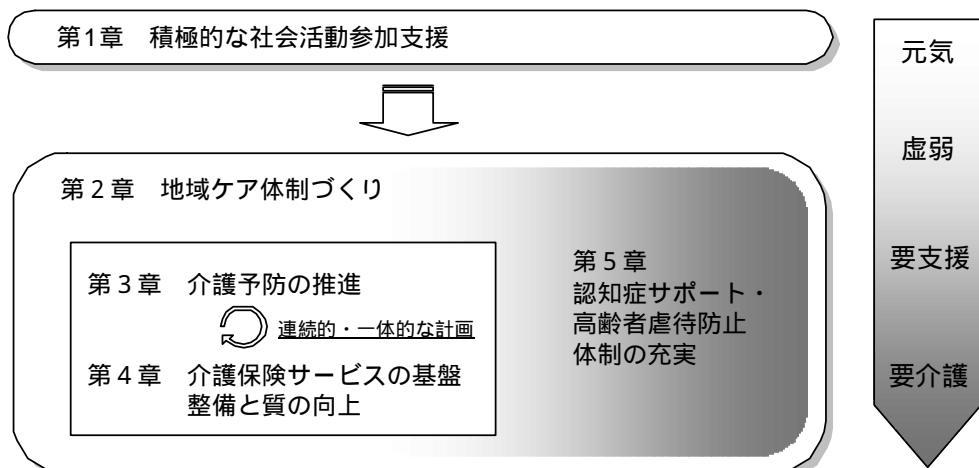 第1章　積極的な社会活動参加支援
第２章　地域ケア体制づくり
第３章　介護予防の推進
連続的・一体的な計画
第４章　介護保険サービスの基盤
整備と質の向上
第５章
認知症サポート・
高齢者虐待防止
体制の充実
元気
虚弱
要支援
要介護